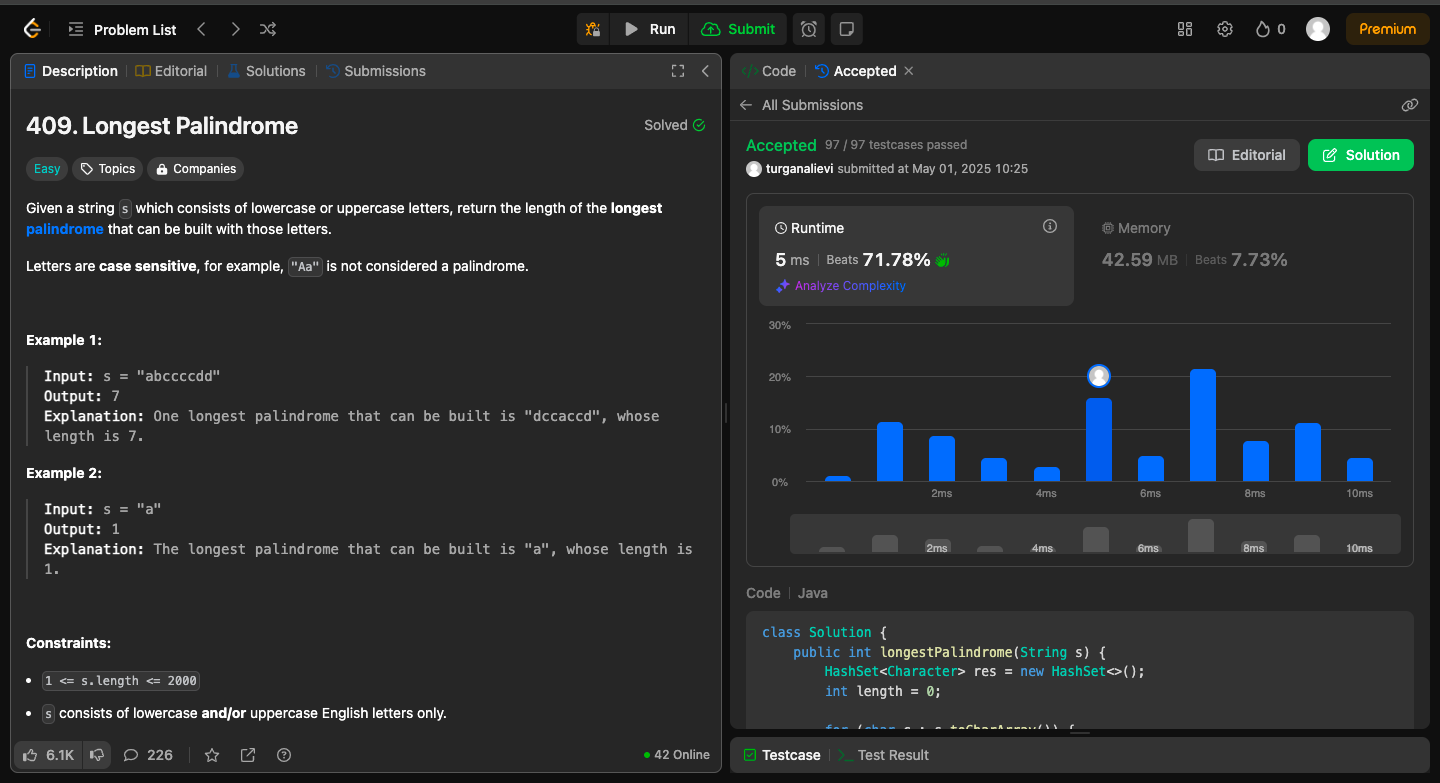 Problem List
Run
Submit
0
Premium
Description
Editorial
Solutions
Submissions
409. Longest Palindrome
Solved
Easy
Topics
Companies
Given a string s which consists of lowercase or uppercase letters, return the length of the longest
palindrome that can be built with those letters.
Letters are case sensitive, for example, "Aa" is not considered a palindrome.
Example 1:
Input: s = "abccccdd"
Output: 7
Explanation: One longest palindrome that can be built is "dccaccd", whose
length is 7.
Example 2:
Input: s = "a"
Output: 1
Explanation: The longest palindrome that can be built is "a", whose length is
1.
Constraints:
1 <= s.length <= 2000
s consists of lowercase and/or uppercase English letters only.
6.1K
226
42 Online
</> Code
Accepted
All Submissions
Accepted 97 / 97 testcases passed
turganalievi submitted at May 01, 2025 10:25
Editorial
Solution
Runtime
5 ms | Beats 71.78%
Analyze Complexity
Memory
42.59 MB | Beats 7.73%
30%
20%
10%
0%
2ms
4ms
6ms
8ms
10ms
2ms
4ms
6ms
8ms
10ms
Code | Java
class Solution {
public int longestPalindrome(String s) {
HashSet<Character> res = new HashSet<>();
int length = 0;
for (char c : s.toCharArray()) {
Testcase
Test Result